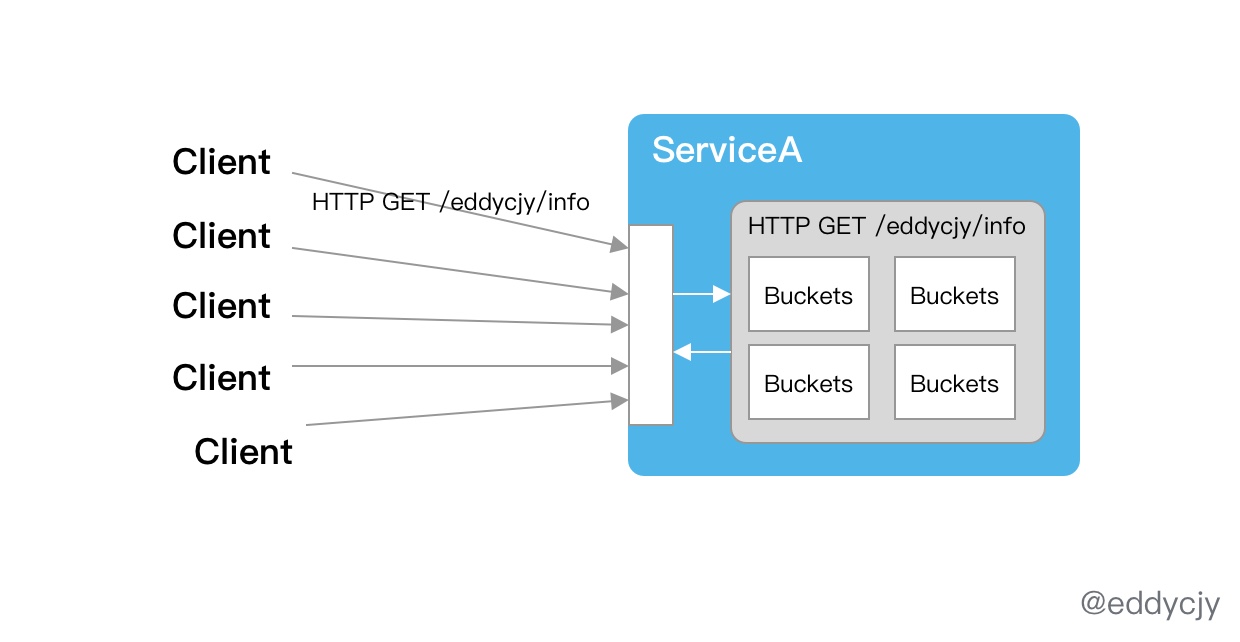 Client
HTTP GET /eddycjy/info
Client
Client
Client
Client
ServiceA
HTTP GET /eddycjy/info
Buckets
Buckets
Buckets
Buckets
@eddycjy